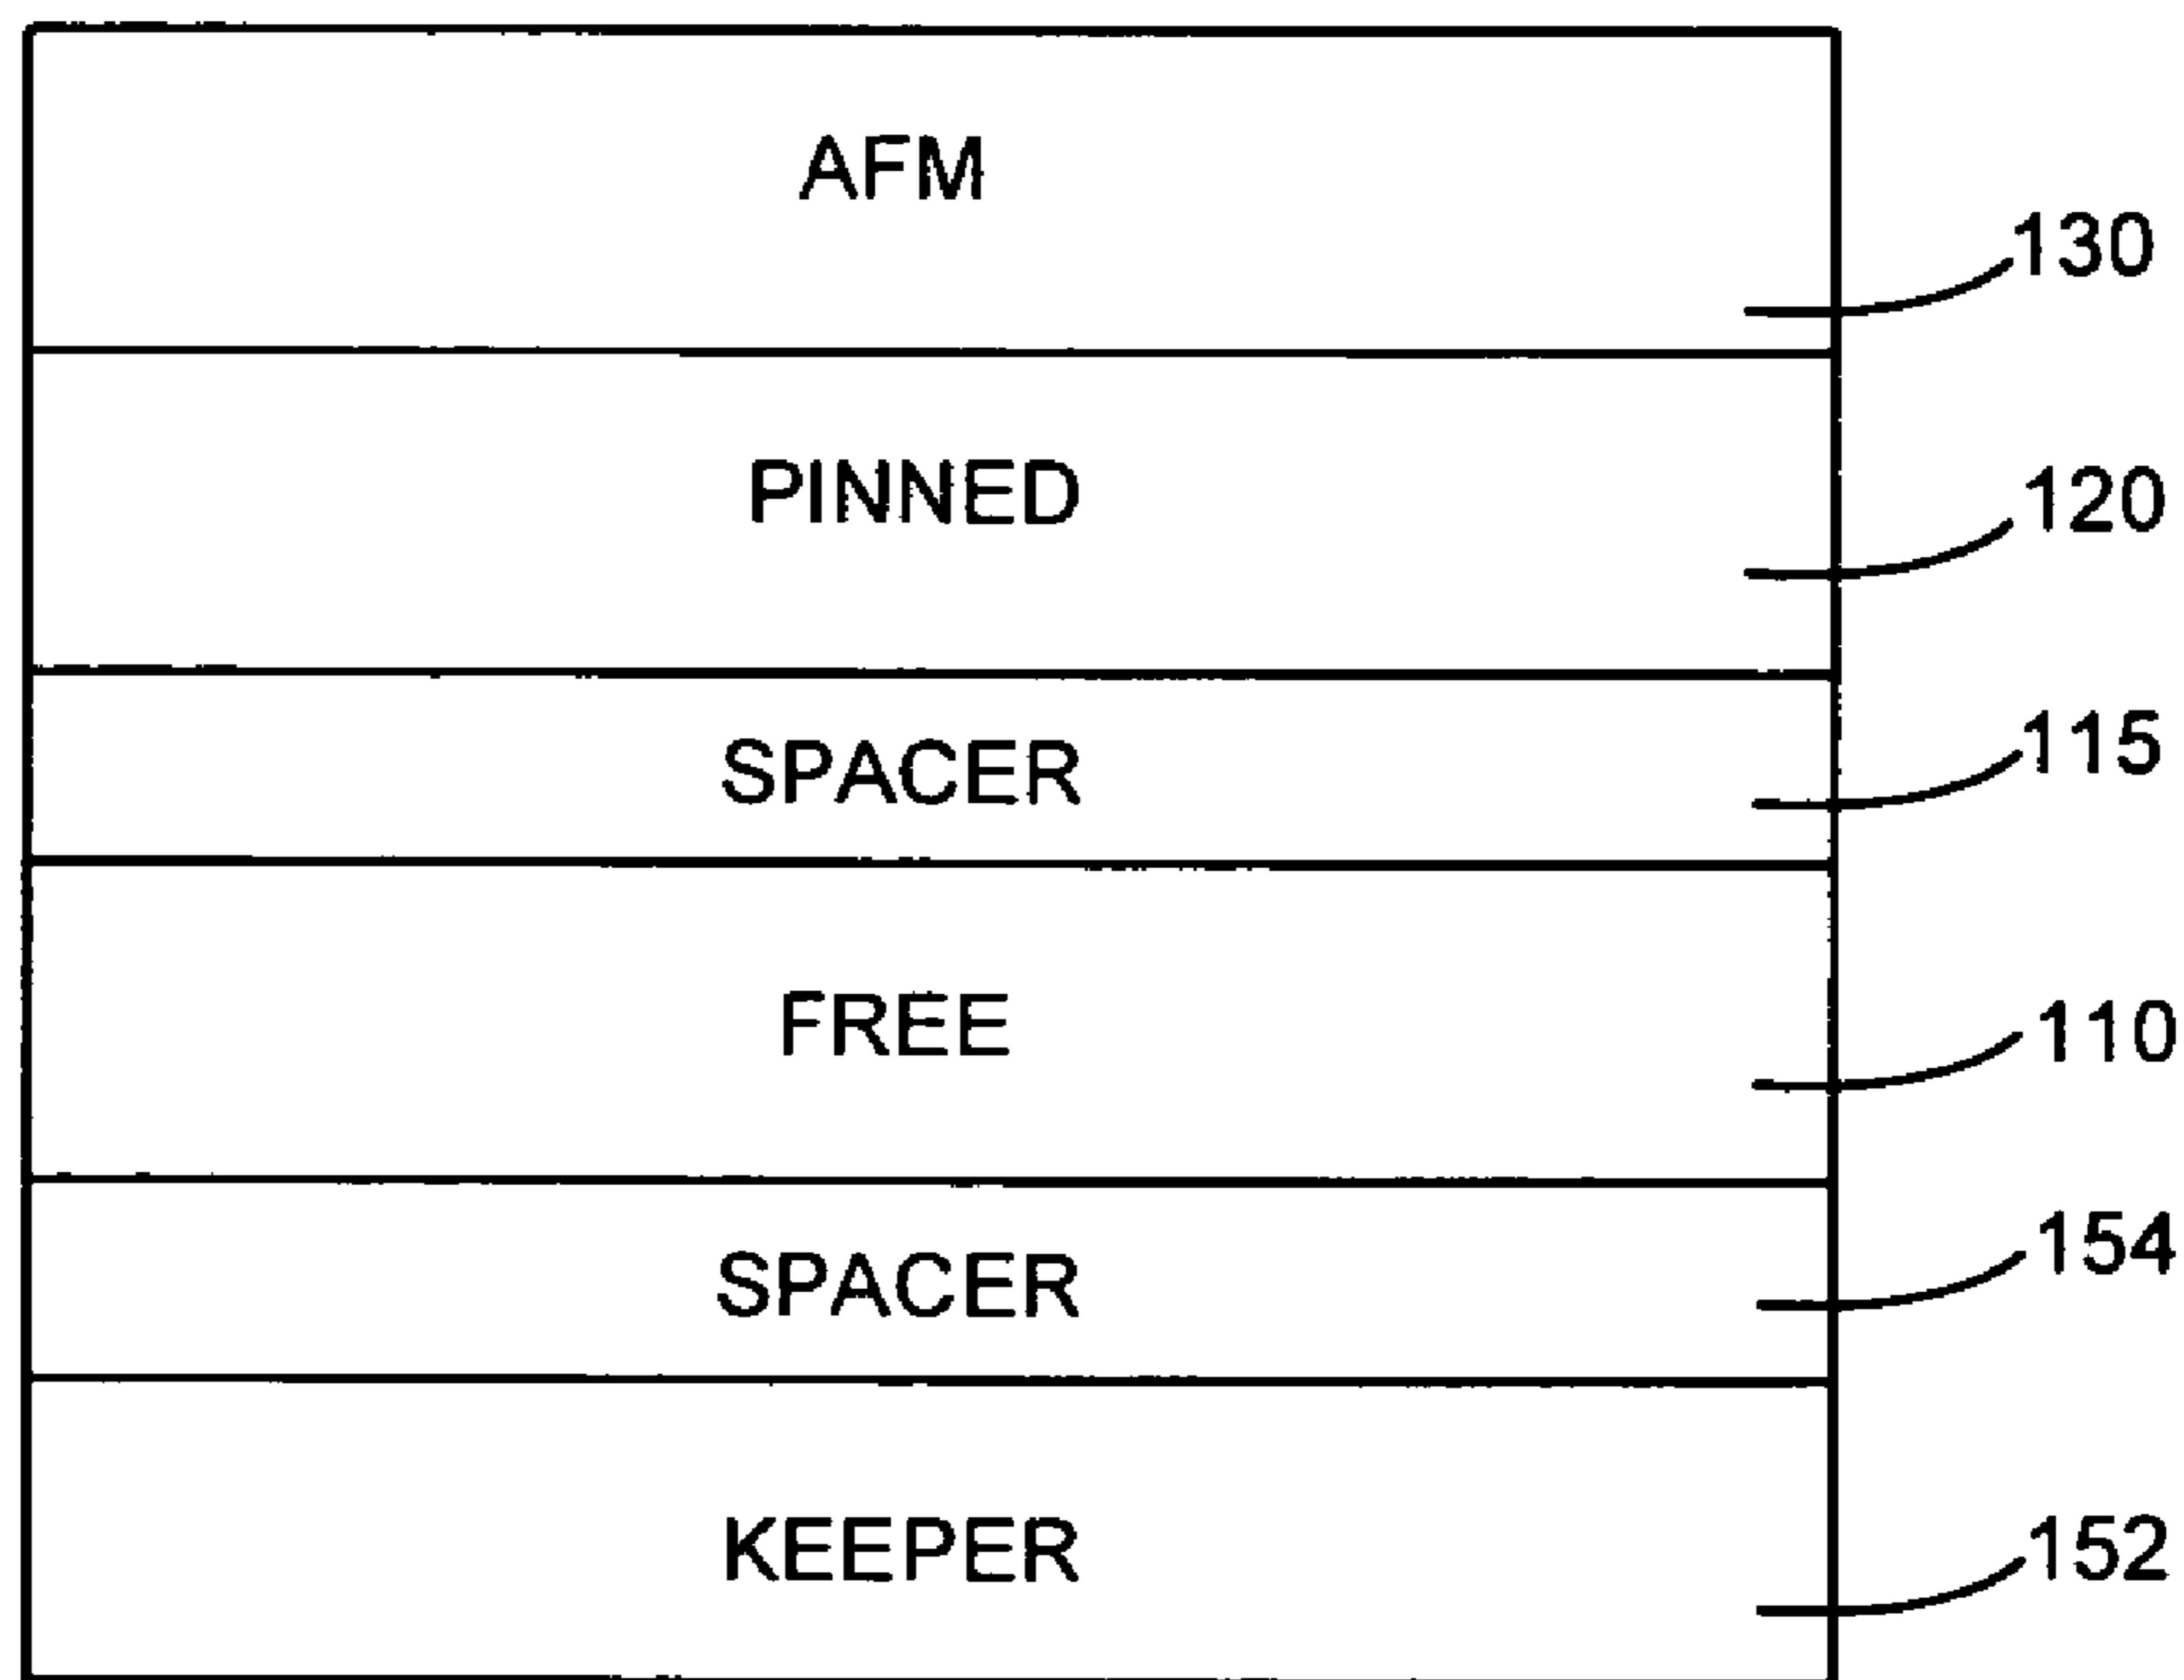 AFM
130
PINNED
120
SPACER
115
FREE
110
SPACER
154
KEEPER
152